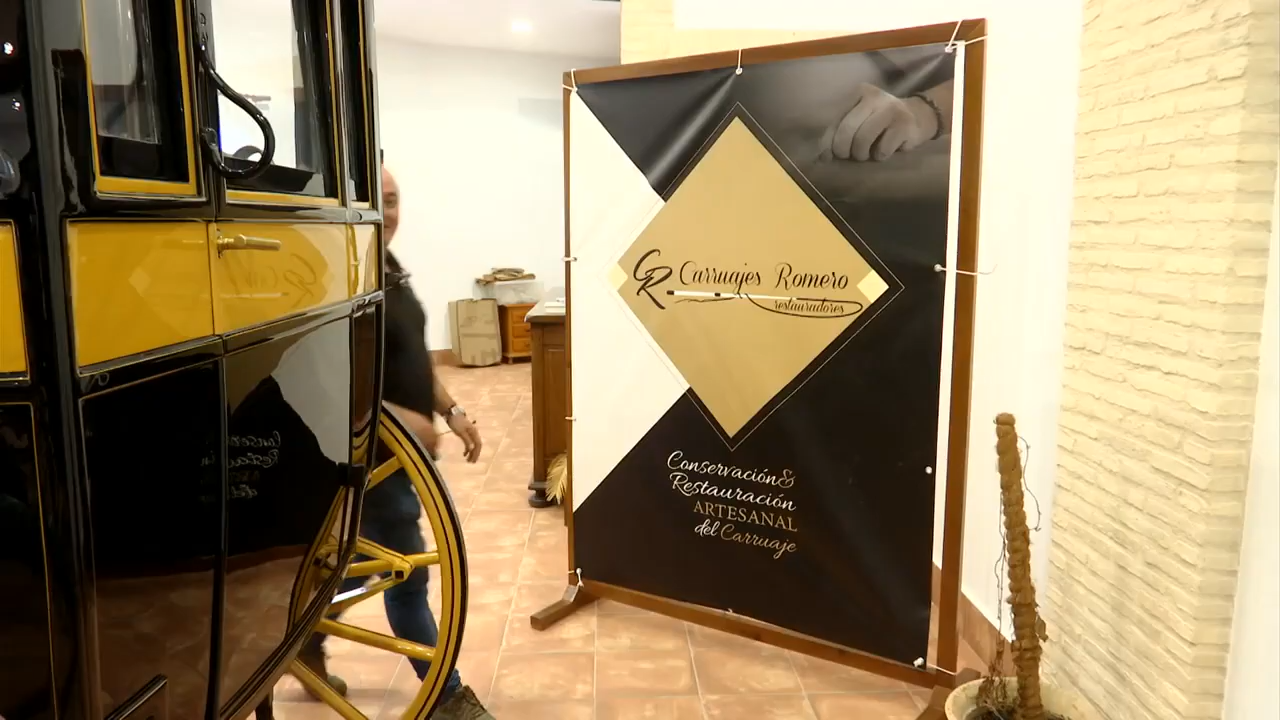 CR Carruajes Romero
restauradores
Conservación&
Restauración
ARTESANAL
del Carruaje